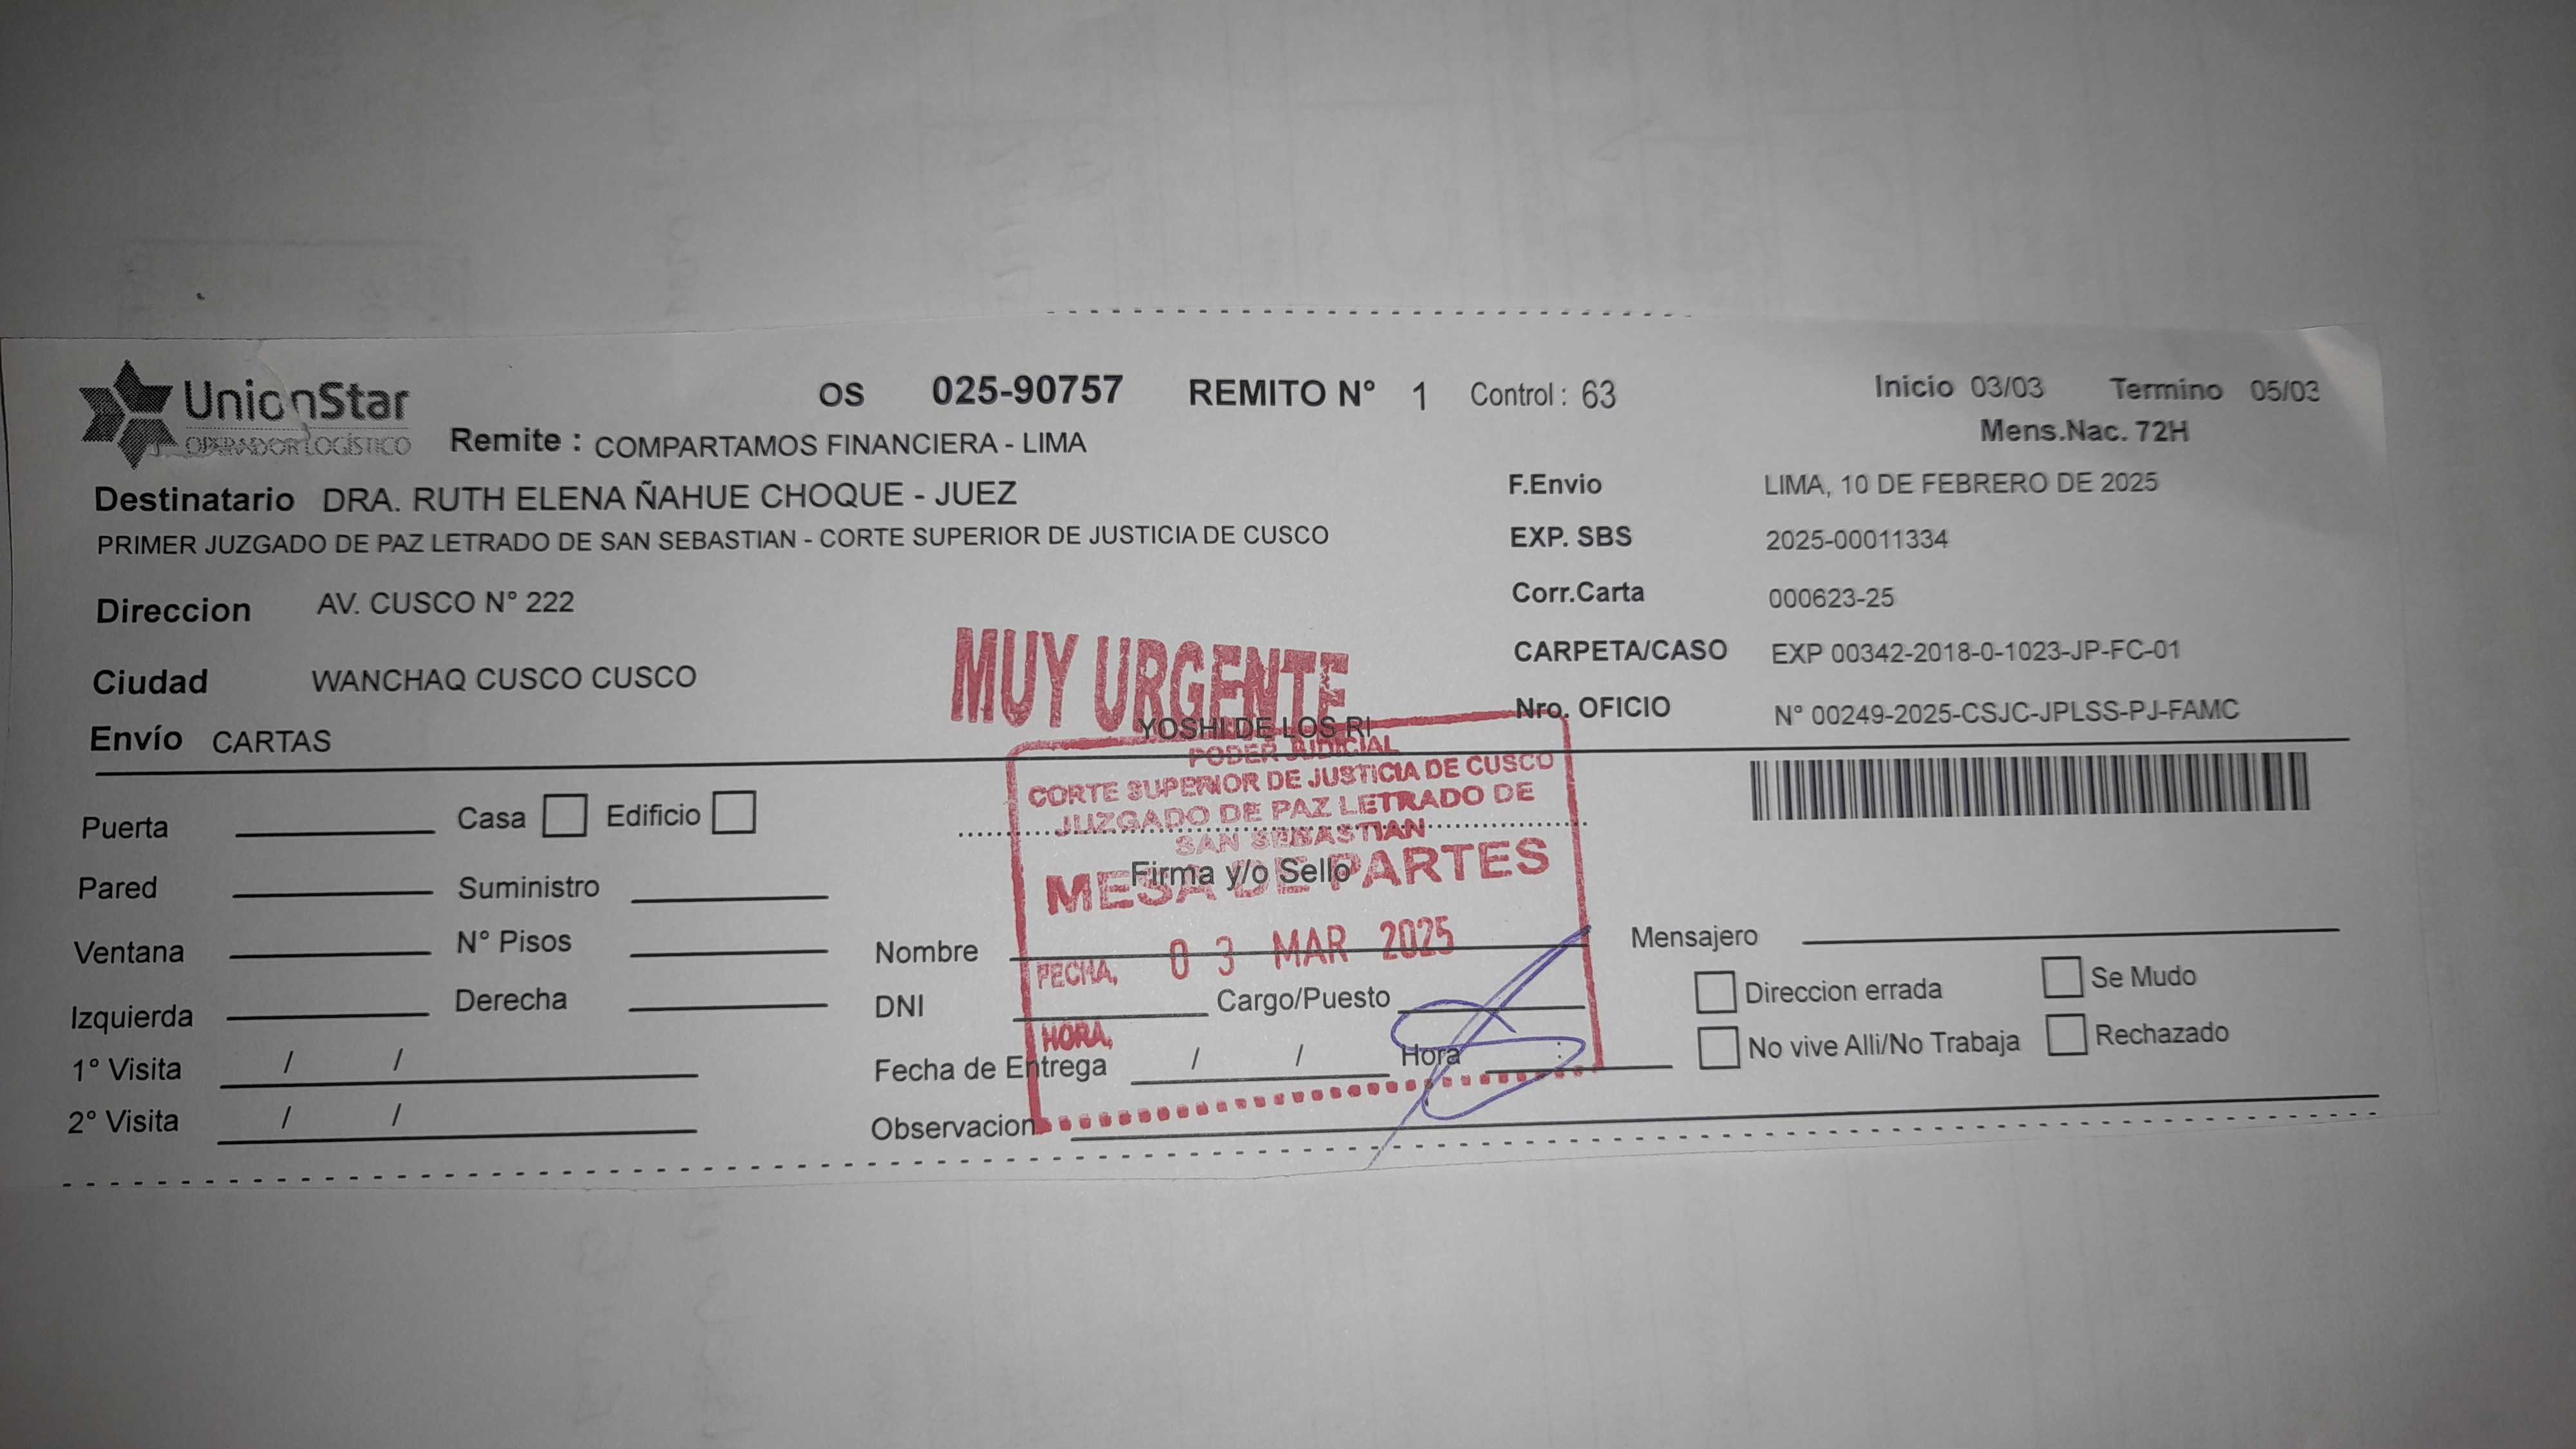 UnionStar OS 025-90757 REMITO N° 1 Control : 63 Inicio 03/03 Termino 05/03
OPERADOR LOGÍSTICO Remite : COMPARTAMOS FINANCIERA - LIMA Mens.Nac. 72H
Destinatario DRA. RUTH ELENA ÑAHUE CHOQUE - JUEZ F.Envio LIMA, 10 DE FEBRERO DE 2025
PRIMER JUZGADO DE PAZ LETRADO DE SAN SEBASTIAN - CORTE SUPERIOR DE JUSTICIA DE CUSCO EXP. SBS 2025-00011334
Direccion AV. CUSCO N° 222 Corr.Carta 000623-25
Ciudad WANCHAQ CUSCO CUSCO MUY URGENTE CARPETA/CASO EXP 00342-2018-0-1023-JP-FC-01
YOSHI DE LOS RI Nro. OFICIO N° 00249-2025-CSJC-JPLSS-PJ-FAMC
Envío CARTAS
PODER JUDICIAL
CORTE SUPERIOR DE JUSTICIA DE CUSCO
JUZGADO DE PAZ LETRADO DE
SAN SEBASTIAN
MESA DE PARTES
FECHA, 03 MAR 2025
HORA,
Puerta Casa Edificio
Firma y/o Sello
Pared Suministro
Ventana N° Pisos Nombre Mensajero
Izquierda Derecha DNI Cargo/Puesto Direccion errada Se Mudo
1° Visita / / Fecha de Entrega / / Hora : No vive Alli/No Trabaja Rechazado
2° Visita / / Observacion